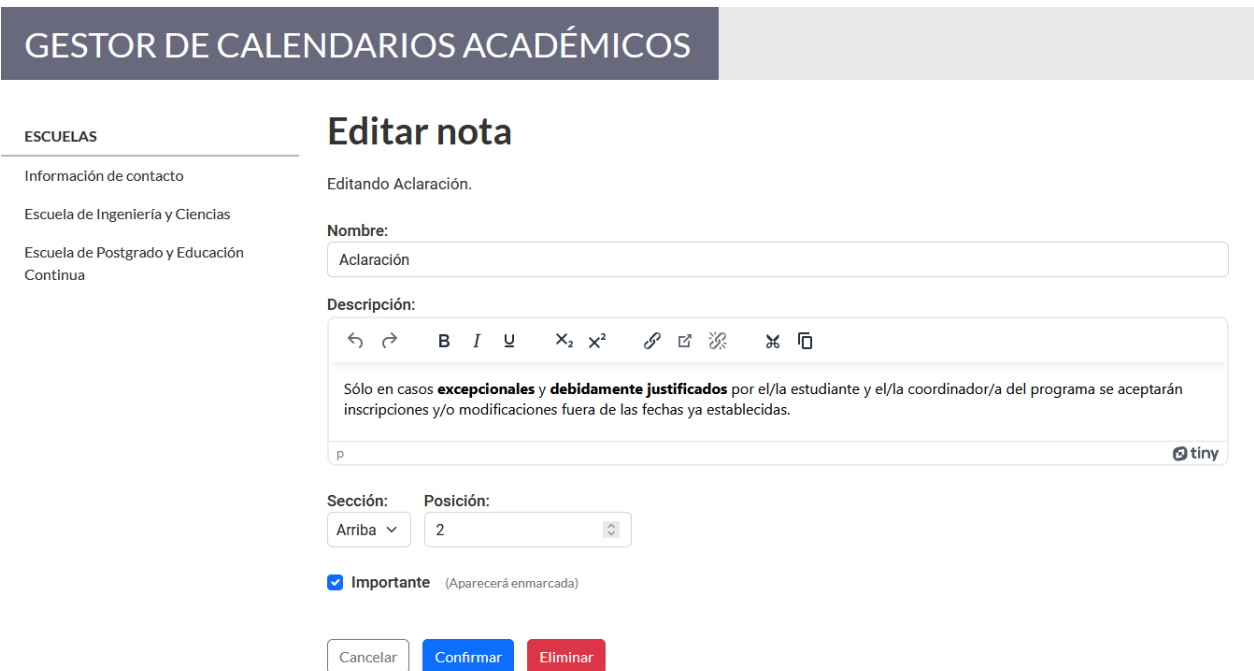 GESTOR DE CALENDARIOS ACADÉMICOS
ESCUELAS
Información de contacto
Escuela de Ingeniería y Ciencias
Escuela de Postgrado y Educación
Continua
Editar nota
Editando Aclaración.
Nombre:
Aclaración
Descripción:
B I U X₂ X²
Sólo en casos excepcionales y debidamente justificados por el/la estudiante y el/la coordinador/a del programa se aceptarán
inscripciones y/o modificaciones fuera de las fechas ya establecidas.
p tiny
Sección: Posición:
Arriba 2
Importante (Aparecerá enmarcada)
Cancelar Confirmar Eliminar